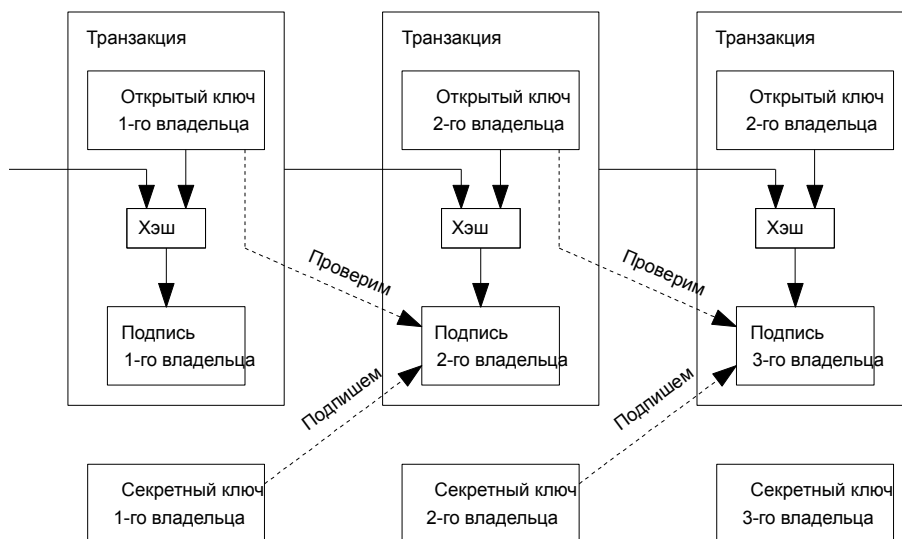 Транзакция
Открытый ключ
1-го владельца
Хэш
Подпись
1-го владельца
Транзакция
Открытый ключ
2-го владельца
Хэш
Подпись
2-го владельца
Транзакция
Открытый ключ
2-го владельца
Хэш
Подпись
3-го владельца
Проверим
Проверим
Подпишем
Подпишем
Секретный ключ
1-го владельца
Секретный ключ
2-го владельца
Секретный ключ
3-го владельца